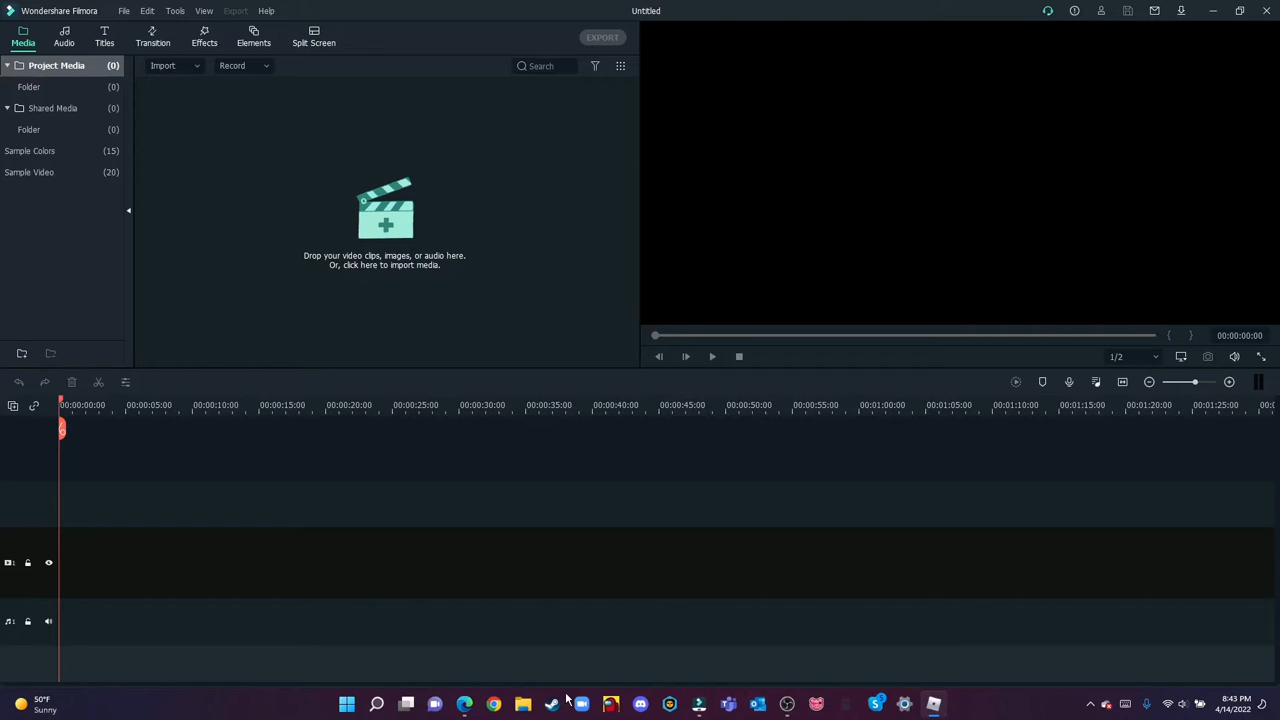 Wondershare Filmora File Edit Tools View Export Help Untitled
Media Audio Titles Transition Effects Elements Split Screen EXPORT
Project Media (0) Import Record Search
Folder (0)
Shared Media (0)
Folder (0)
Sample Colors (15)
Sample Video (20)
Drop your video clips, images, or audio here.
Or, click here to import media.
{ } 00:00:00:00
1/2
00:00:00:00 00:00:05:00 00:00:10:00 00:00:15:00 00:00:20:00 00:00:25:00 00:00:30:00 00:00:35:00 00:00:40:00 00:00:45:00 00:00:50:00 00:00:55:00 00:01:00:00 00:01:05:00 00:01:10:00 00:01:15:00 00:01:20:00 00:01:25:00
1
1
50°F
Sunny
8:43 PM
4/14/2022